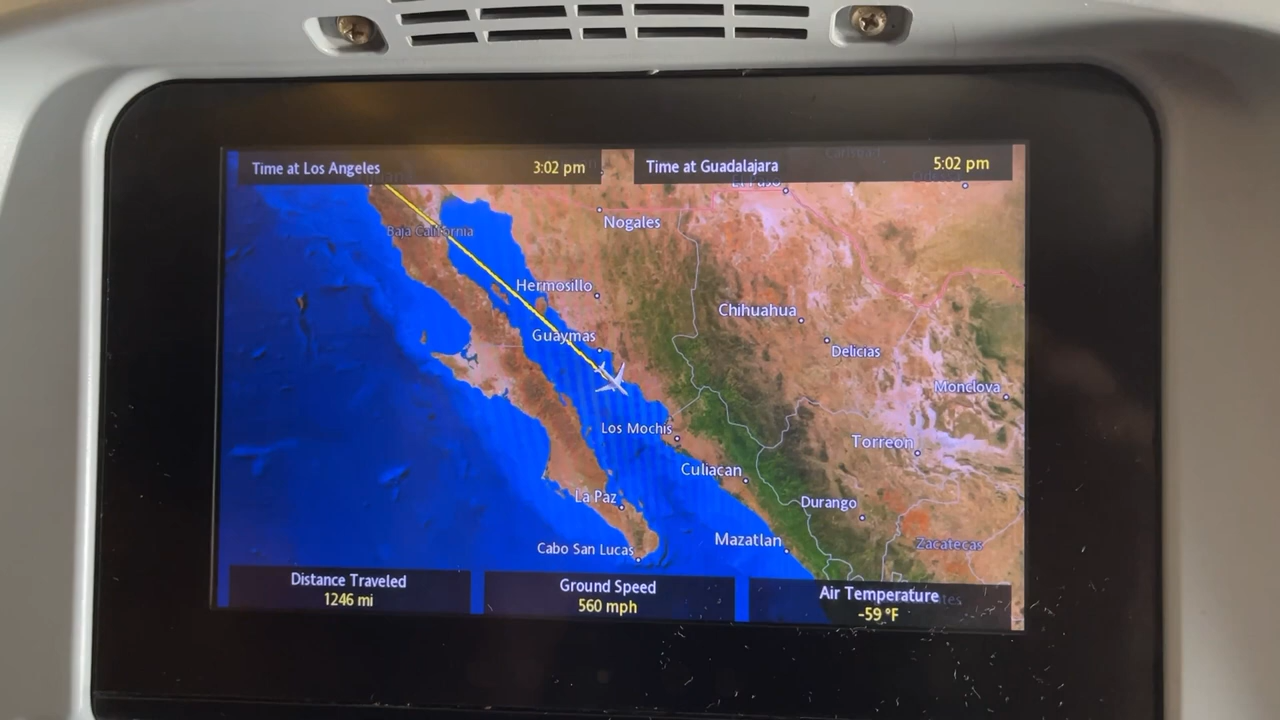 Time at Los Angeles 3:02 pm
Time at Guadalajara 5:02 pm
Carlsbad
El Paso
Odessa
Nogales
Baja California
Hermosillo
Chihuahua
Guaymas
Delicias
Monclova
Los Mochis
Torreon
Culiacan
La Paz
Durango
Mazatlan
Zacatecas
Cabo San Lucas
Distance Traveled
1246 mi
Ground Speed
560 mph
Air Temperature
-59 °F